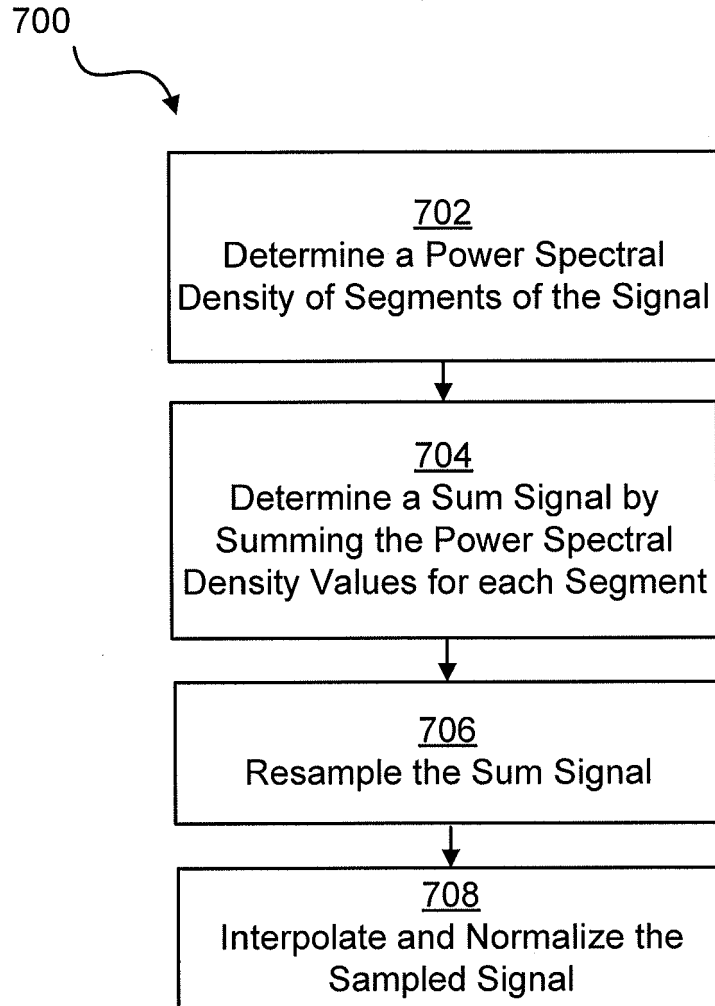 700
702
Determine a Power Spectral
Density of Segments of the Signal
704
Determine a Sum Signal by
Summing the Power Spectral
Density Values for each Segment
706
Resample the Sum Signal
708
Interpolate and Normalize the
Sampled Signal